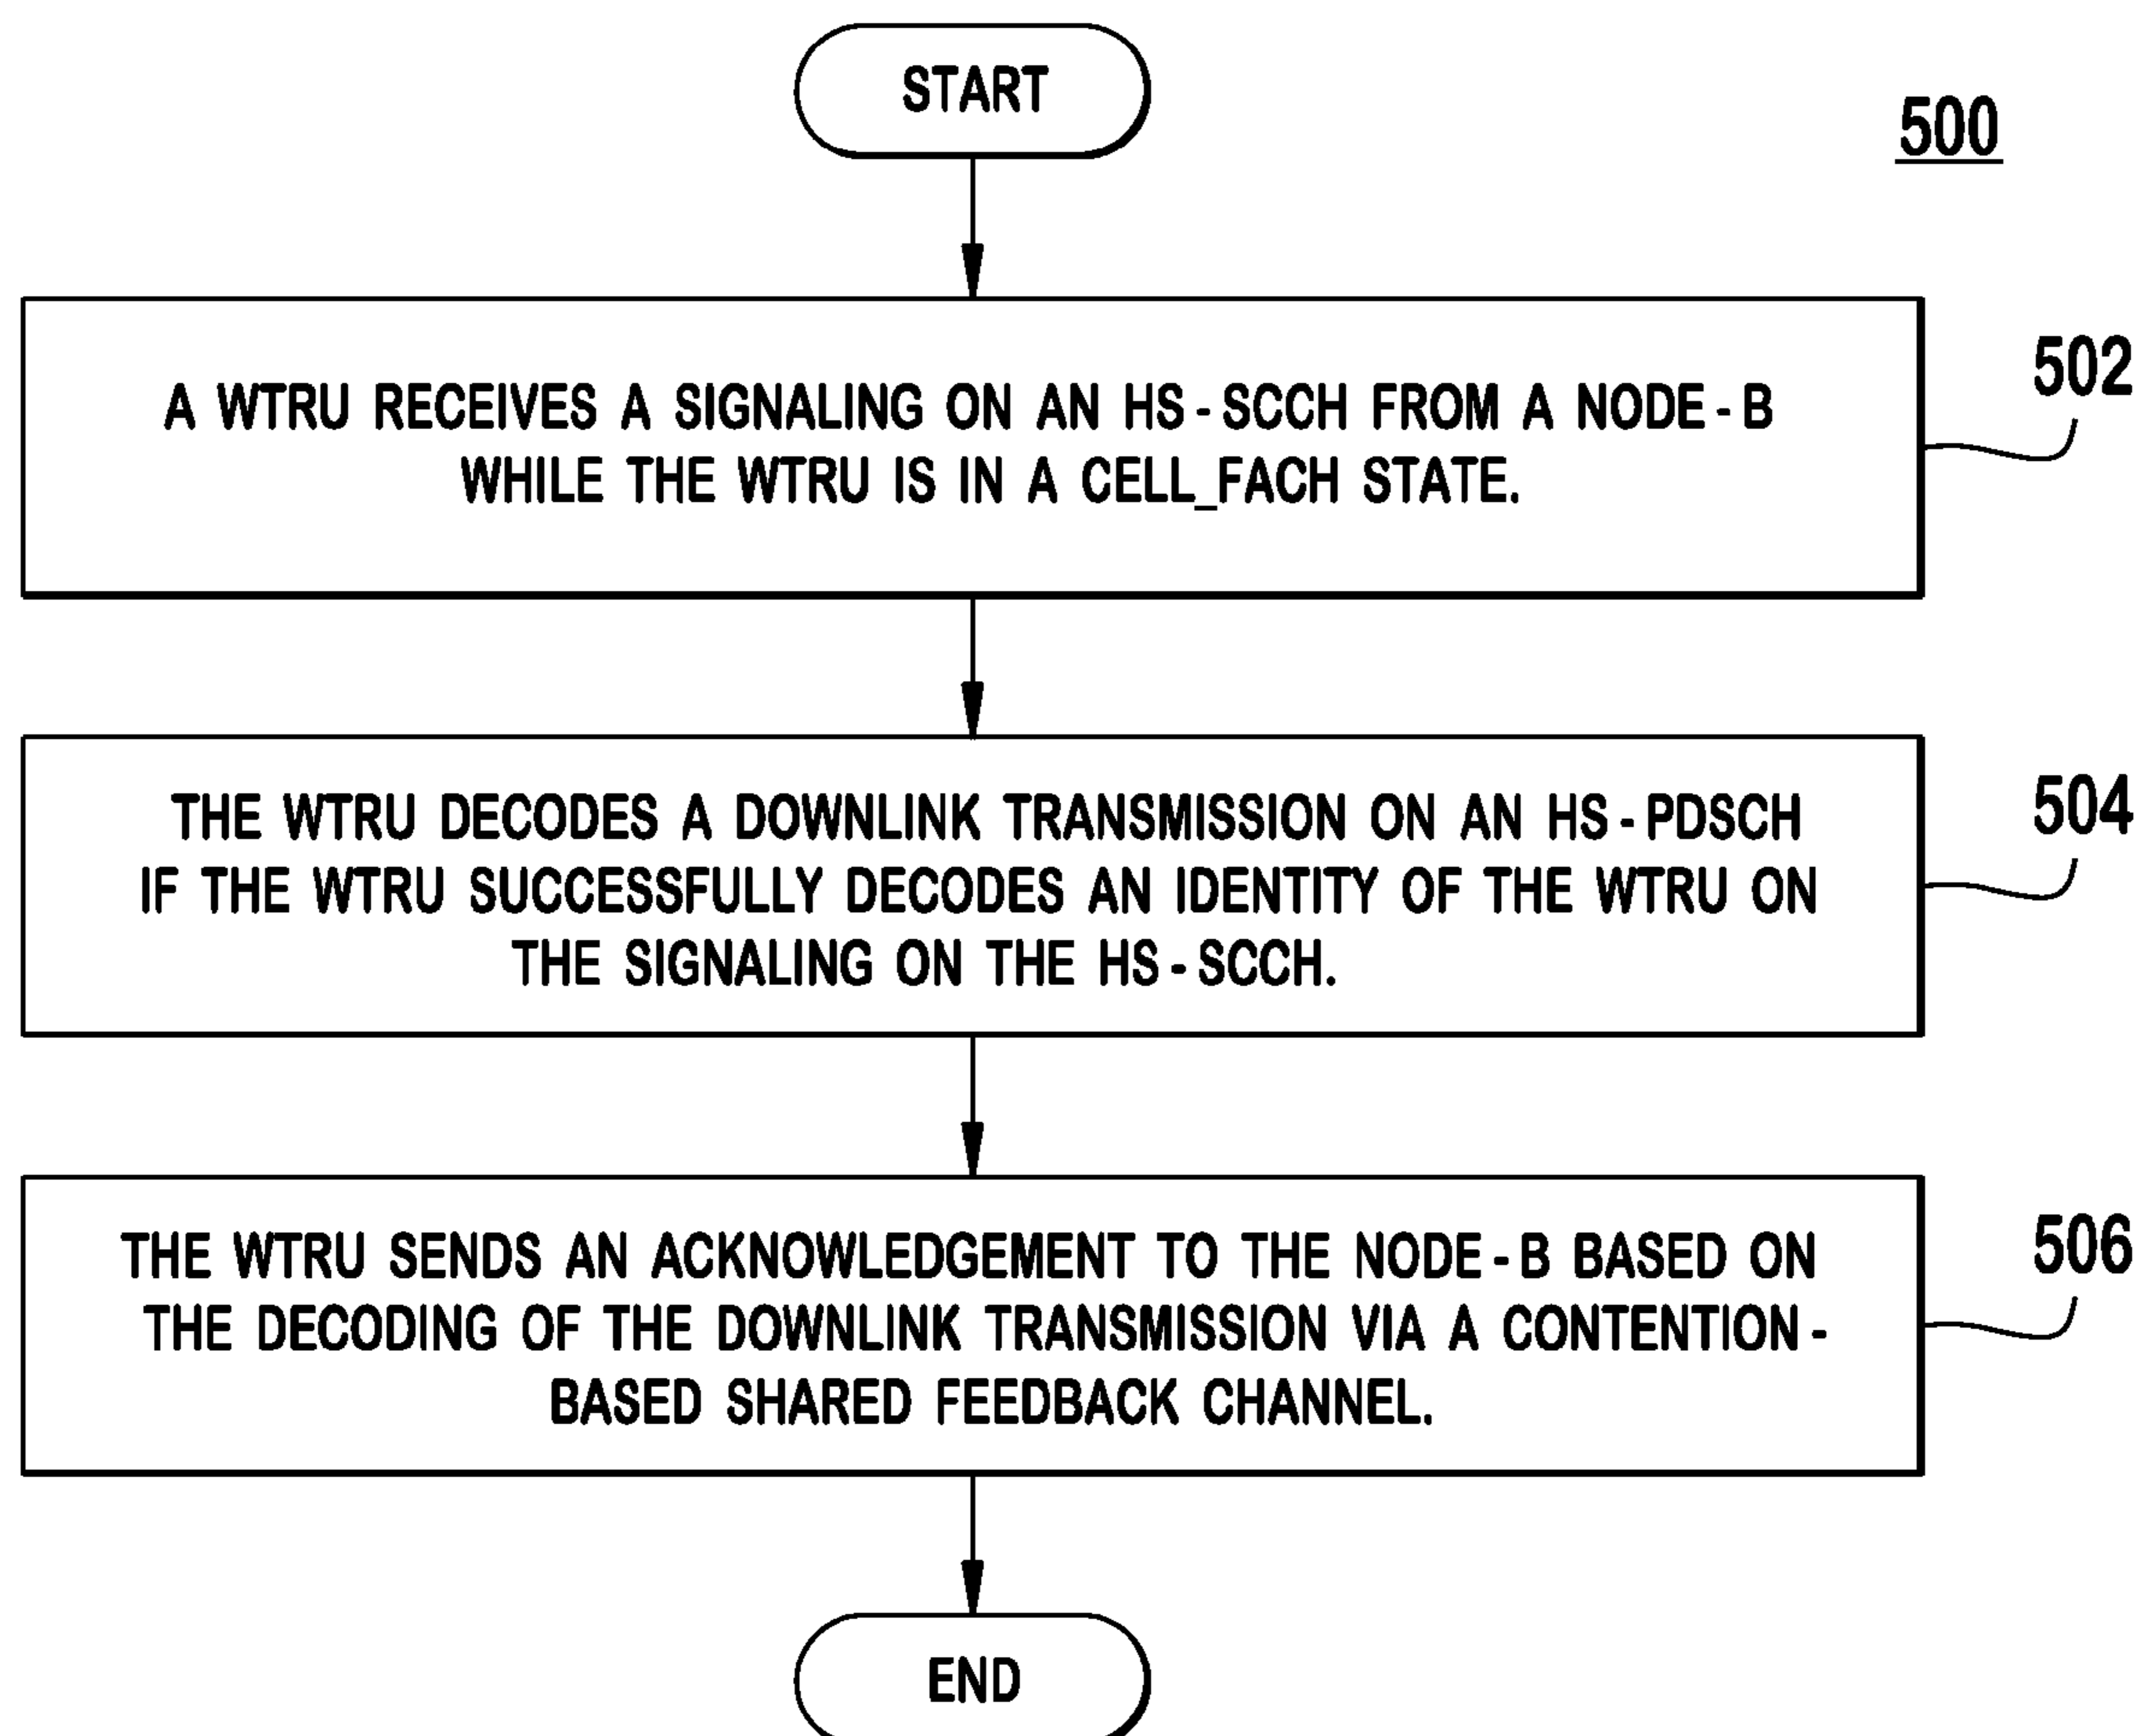 START
500
A WTRU RECEIVES A SIGNALING ON AN HS-SCCH FROM A NODE-B
WHILE THE WTRU IS IN A CELL_FACH STATE.
502
THE WTRU DECODES A DOWNLINK TRANSMISSION ON AN HS-PDSCH
IF THE WTRU SUCCESSFULLY DECODES AN IDENTITY OF THE WTRU ON
THE SIGNALING ON THE HS-SCCH.
504
THE WTRU SENDS AN ACKNOWLEDGEMENT TO THE NODE-B BASED ON
THE DECODING OF THE DOWNLINK TRANSMISSION VIA A CONTENTION-
BASED SHARED FEEDBACK CHANNEL.
506
END